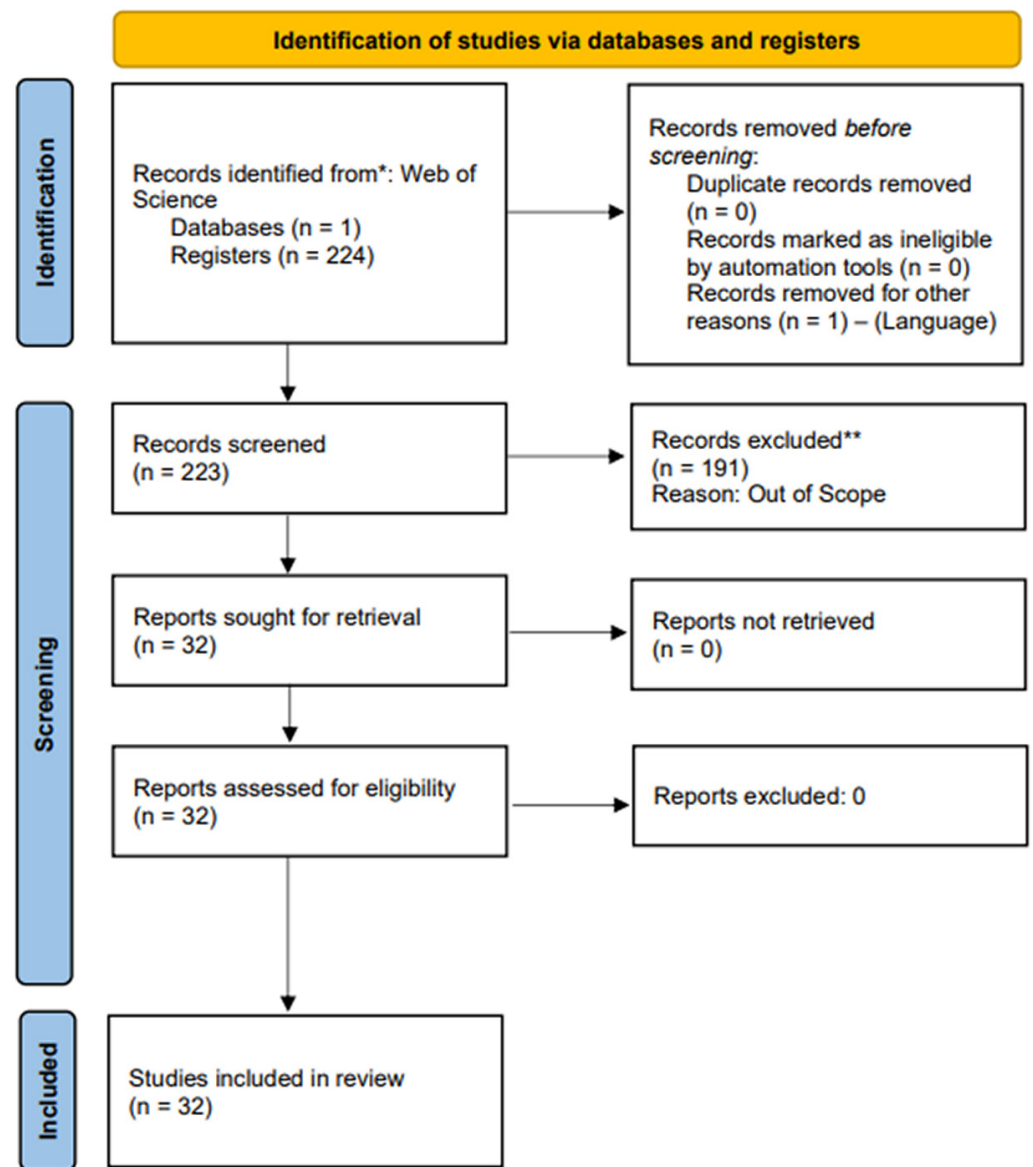 Identification of studies via databases and registers
Identification
Records identified from*: Web of
Science
Databases (n = 1)
Registers (n = 224)
Records removed before
screening:
Duplicate records removed
(n = 0)
Records marked as ineligible
by automation tools (n = 0)
Records removed for other
reasons (n = 1) – (Language)
Screening
Records screened
(n = 223)
Records excluded**
(n = 191)
Reason: Out of Scope
Reports sought for retrieval
(n = 32)
Reports not retrieved
(n = 0)
Reports assessed for eligibility
(n = 32)
Reports excluded: 0
Included
Studies included in review
(n = 32)